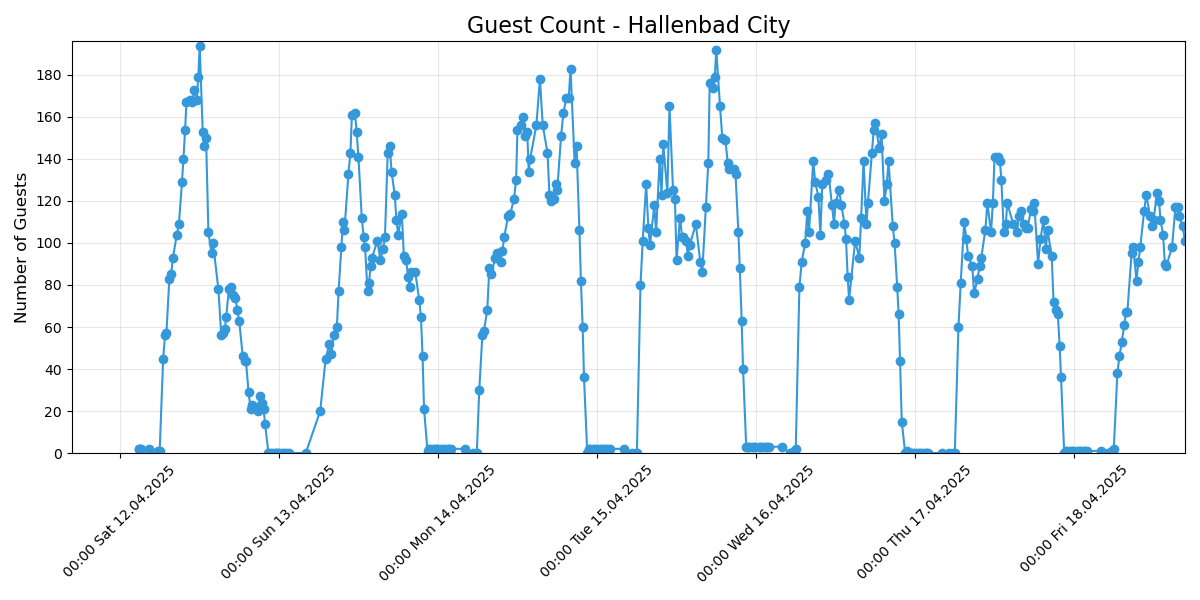 Guest Count - Hallenbad City
Number of Guests
180
160
140
120
100
80
60
40
20
0
00:00 Sat 12.04.2025
00:00 Sun 13.04.2025
00:00 Mon 14.04.2025
00:00 Tue 15.04.2025
00:00 Wed 16.04.2025
00:00 Thu 17.04.2025
00:00 Fri 18.04.2025